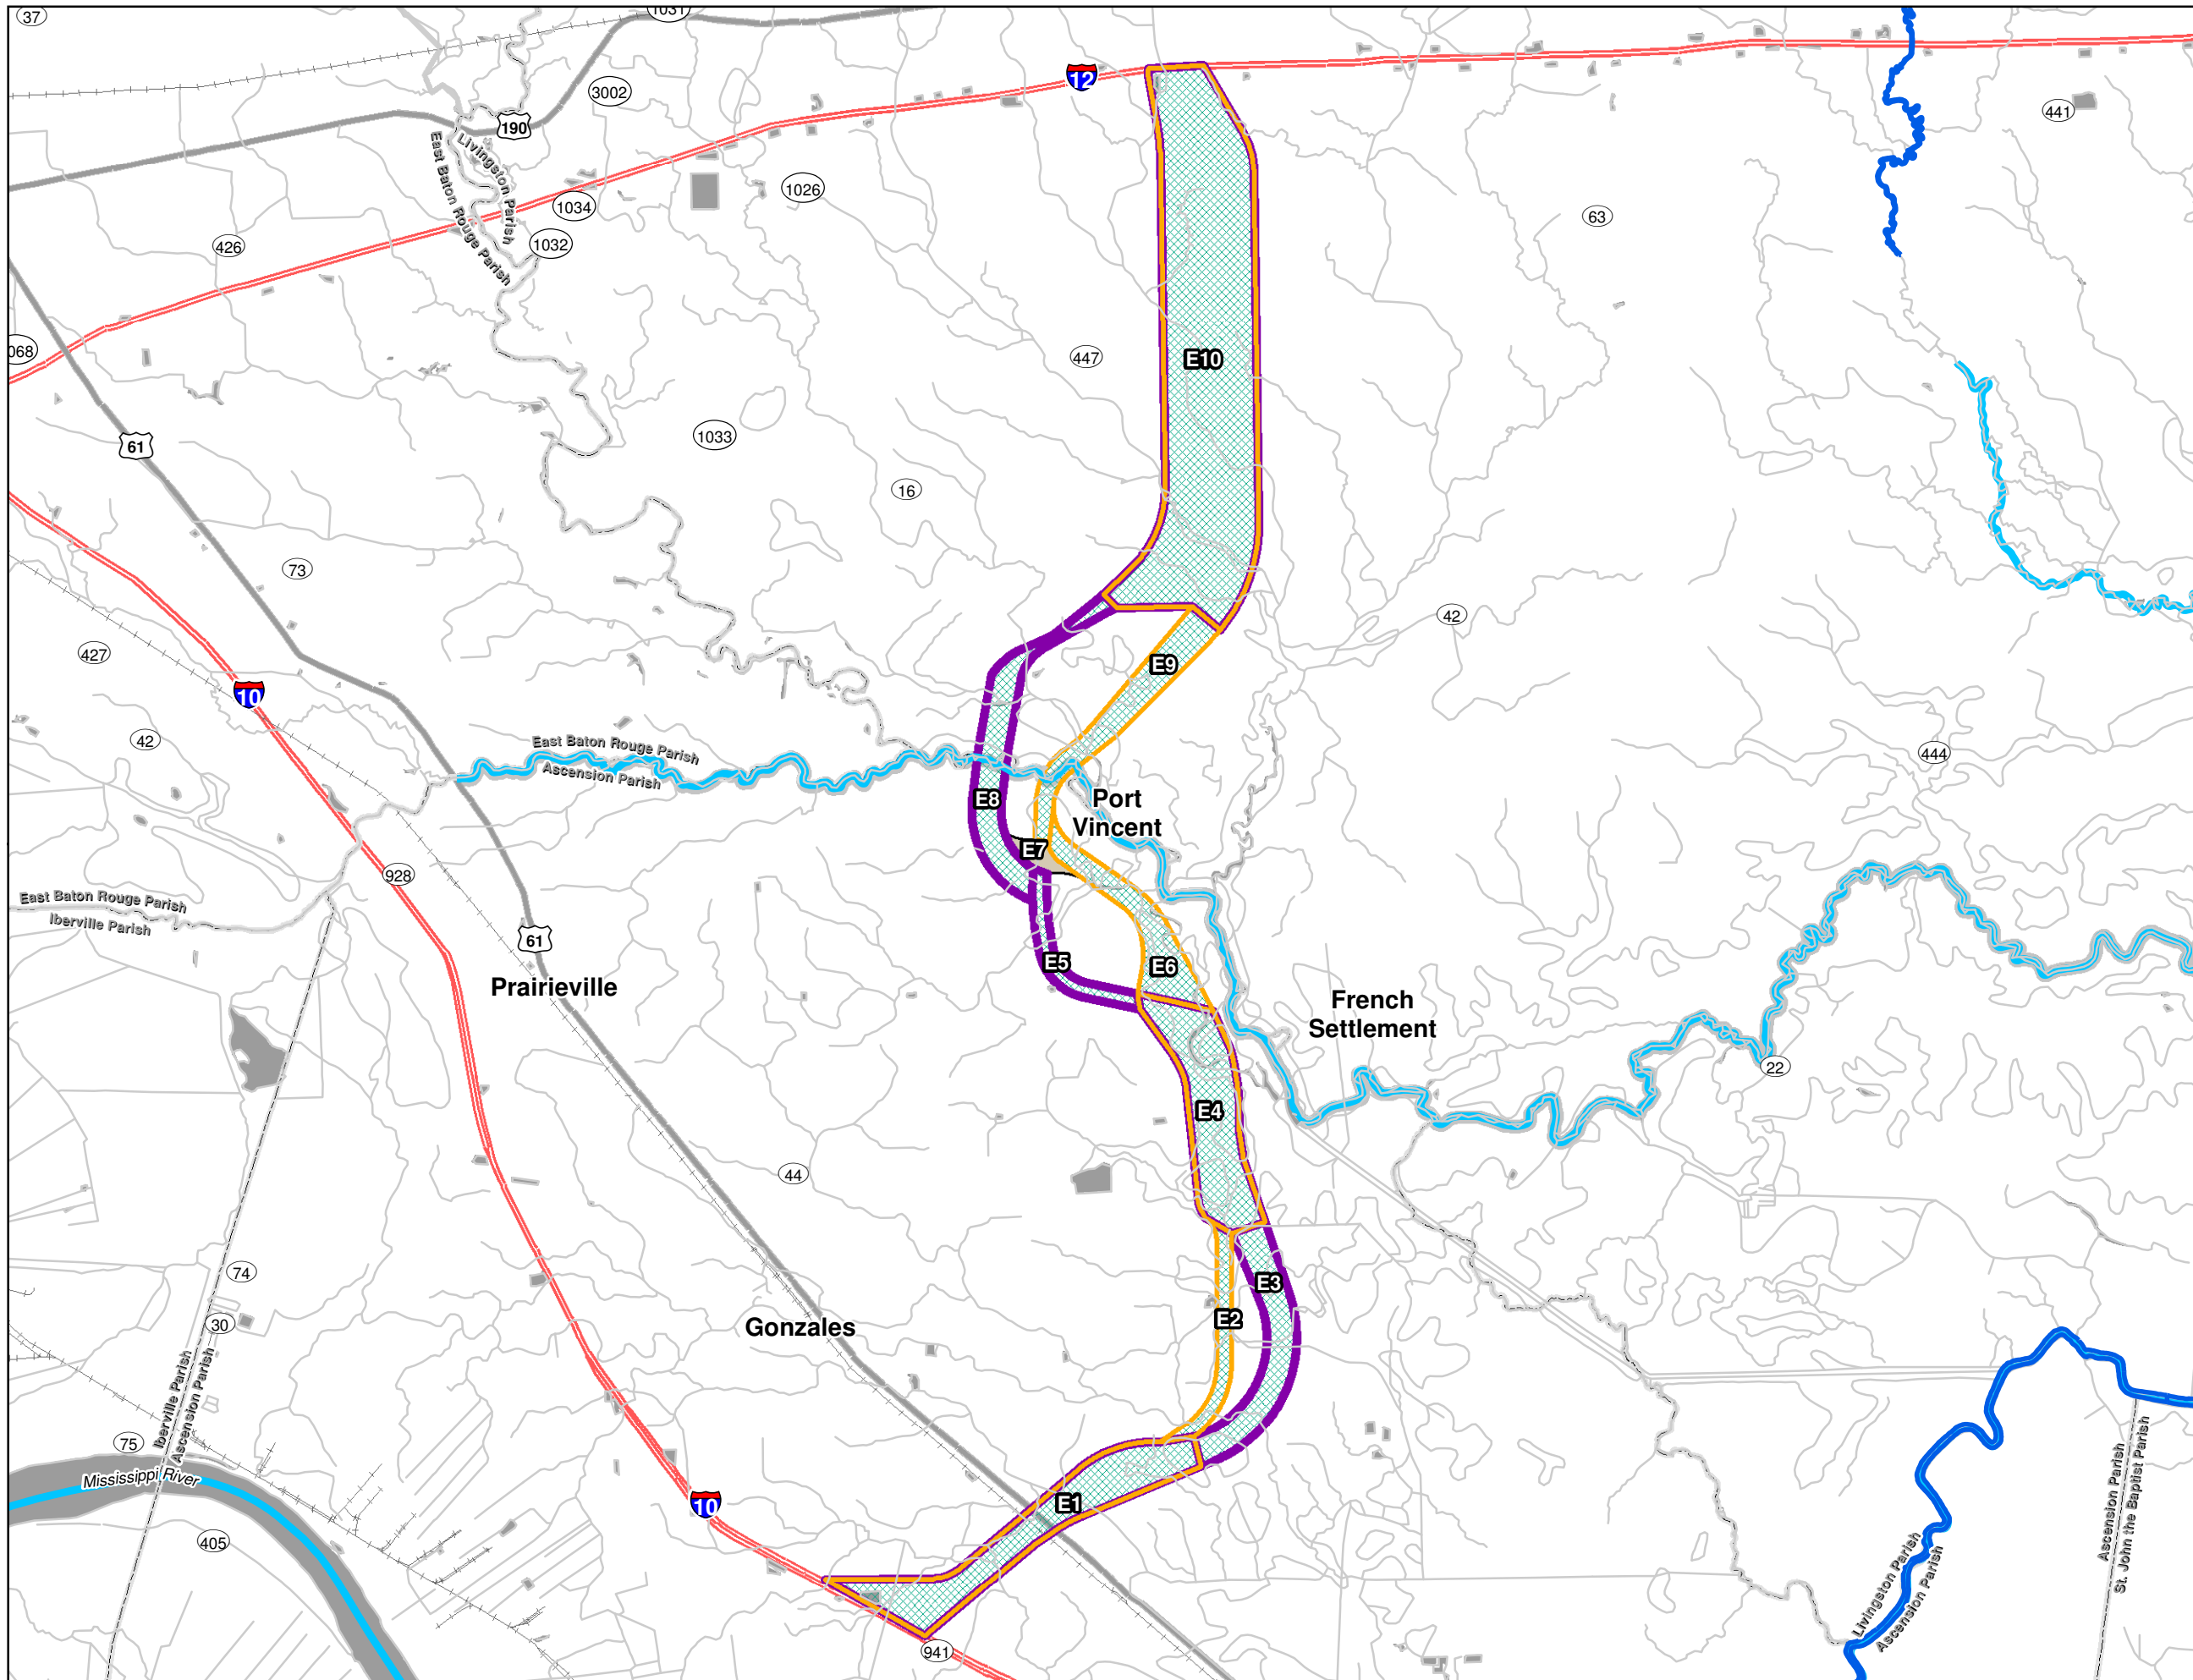 37
1031
12
3002
190
441
Livingston Parish
East Baton Rouge Parish
1026
1034
63
426
1032
068
447
E10
61
1033
16
73
42
427
E9
10
42
East Baton Rouge Parish
Ascension Parish
444
E8
Port
Vincent
E7
928
East Baton Rouge Parish
Iberville Parish
61
E5
E6
Prairieville
French
Settlement
22
E4
44
74
E3
30
E2
Gonzales
Iberville Parish
Ascension Parish
75
Mississippi River
Ascension Parish
St. John the Baptist Parish
10
E1
405
Livingston Parish
Ascension Parish
941